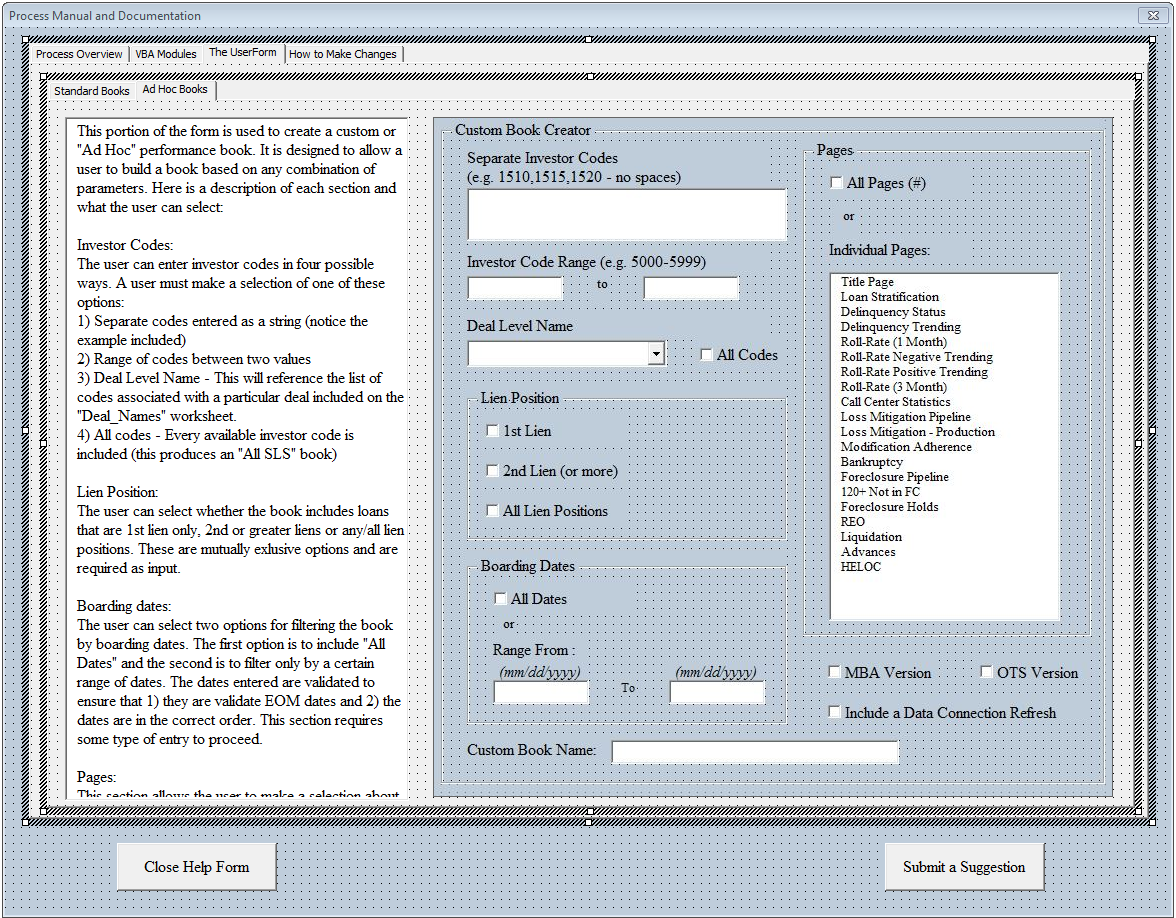 Process Manual and Documentation
Process Overview
VBA Modules
The UserForm
How to Make Changes
Standard Books
Ad Hoc Books
This portion of the form is used to create a custom or
"Ad Hoc" performance book. It is designed to allow a
user to build a book based on any combination of
parameters. Here is a description of each section and
what the user can select:
Investor Codes:
The user can enter investor codes in four possible
ways. A user must make a selection of one of these
options:
1) Separate codes entered as a string (notice the
example included)
2) Range of codes between two values
3) Deal Level Name - This will reference the list of
codes associated with a particular deal included on the
"Deal_Names" worksheet.
4) All codes - Every available investor code is
included (this produces an "All SLS" book)
Lien Position:
The user can select whether the book includes loans
that are 1st lien only, 2nd or greater liens or any/all lien
positions. These are mutually exlusive options and are
required as input.
Boarding dates:
The user can select two options for filtering the book
by boarding dates. The first option is to include "All
Dates" and the second is to filter only by a certain
range of dates. The dates entered are validated to
ensure that 1) they are validate EOM dates and 2) the
dates are in the correct order. This section requires
some type of entry to proceed.
Pages:
This section allows the user to make a selection about
Custom Book Creator
Separate Investor Codes
(e.g. 1510,1515,1520 - no spaces)
Investor Code Range (e.g. 5000-5999)
to
Deal Level Name
All Codes
Lien Position
1st Lien
2nd Lien (or more)
All Lien Positions
Boarding Dates
All Dates
or
Range From :
(mm/dd/yyyy)
To
(mm/dd/yyyy)
Custom Book Name:
Pages
All Pages (#)
or
Individual Pages:
Title Page
Loan Stratification
Delinquency Status
Delinquency Trending
Roll-Rate (1 Month)
Roll-Rate Negative Trending
Roll-Rate Positive Trending
Roll-Rate (3 Month)
Call Center Statistics
Loss Mitigation Pipeline
Loss Mitigation - Production
Modification Adherence
Bankruptcy
Foreclosure Pipeline
120+ Not in FC
Foreclosure Holds
REO
Liquidation
Advances
HELOC
MBA Version
OTS Version
Include a Data Connection Refresh
Close Help Form
Submit a Suggestion